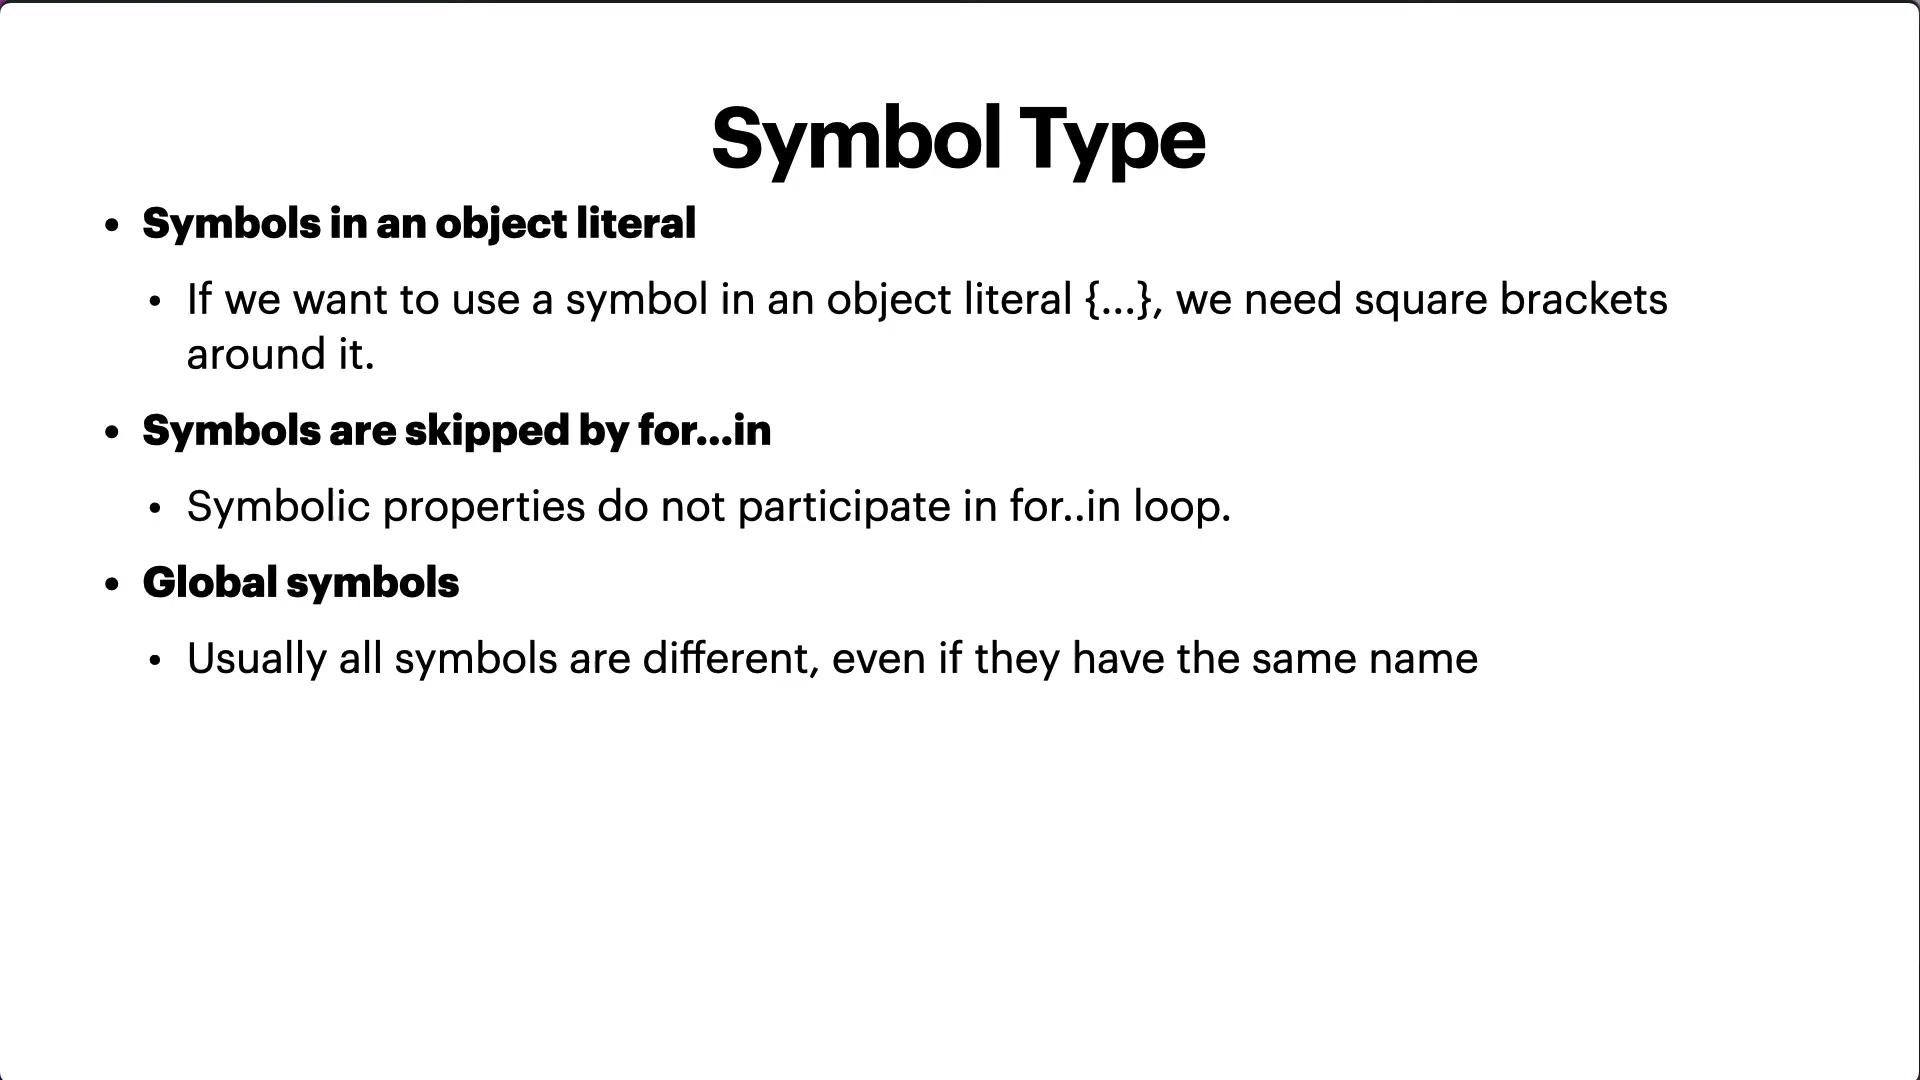 Symbol Type
• Symbols in an object literal
• If we want to use a symbol in an object literal {...}, we need square brackets
around it.
• Symbols are skipped by for...in
• Symbolic properties do not participate in for..in loop.
• Global symbols
• Usually all symbols are different, even if they have the same name